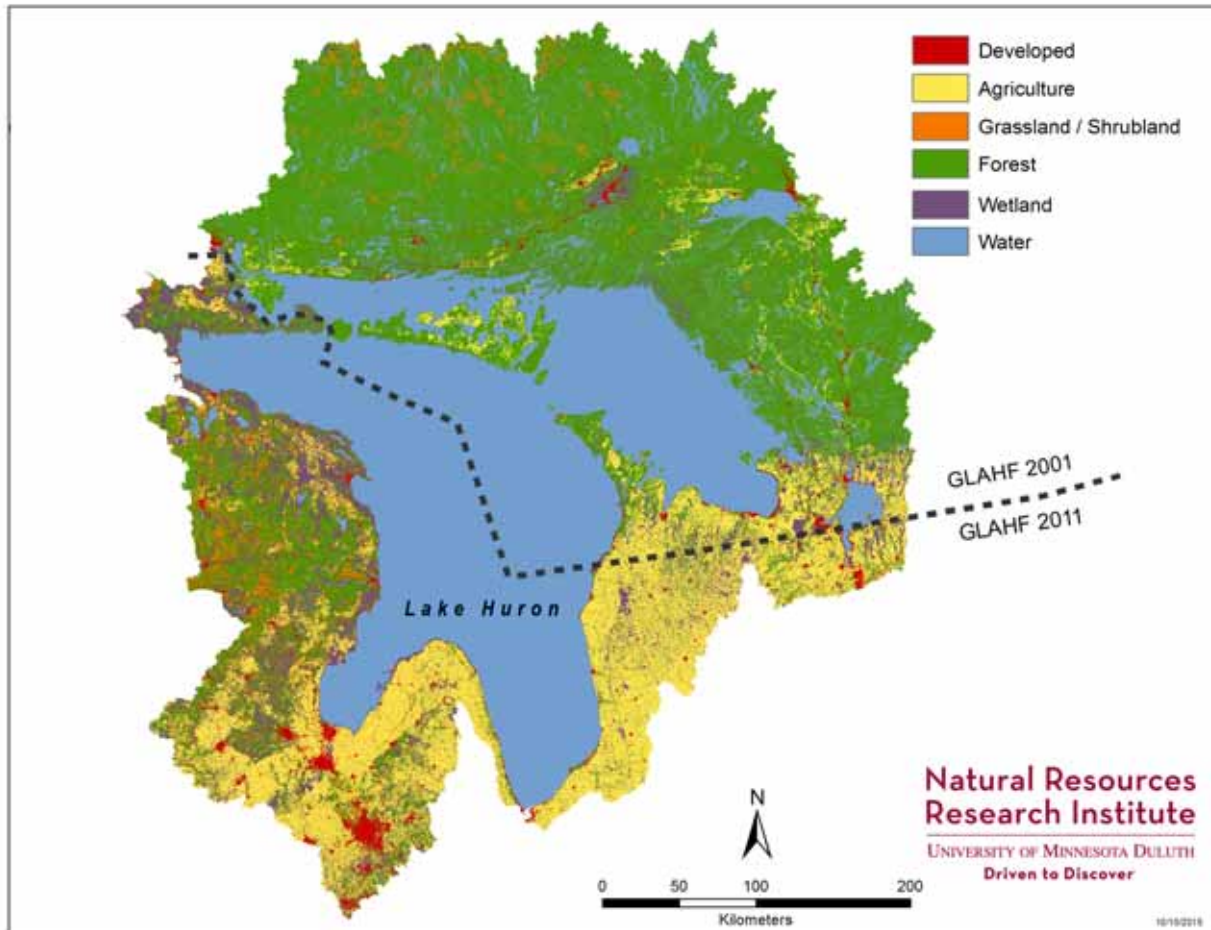 Developed
Agriculture
Grassland / Shrubland
Forest
Wetland
Water
GLAHF 2001
GLAHF 2011
Lake Huron
N
0 50 100 200
Kilometers
Natural Resources
Research Institute
UNIVERSITY OF MINNESOTA DULUTH
Driven to Discover